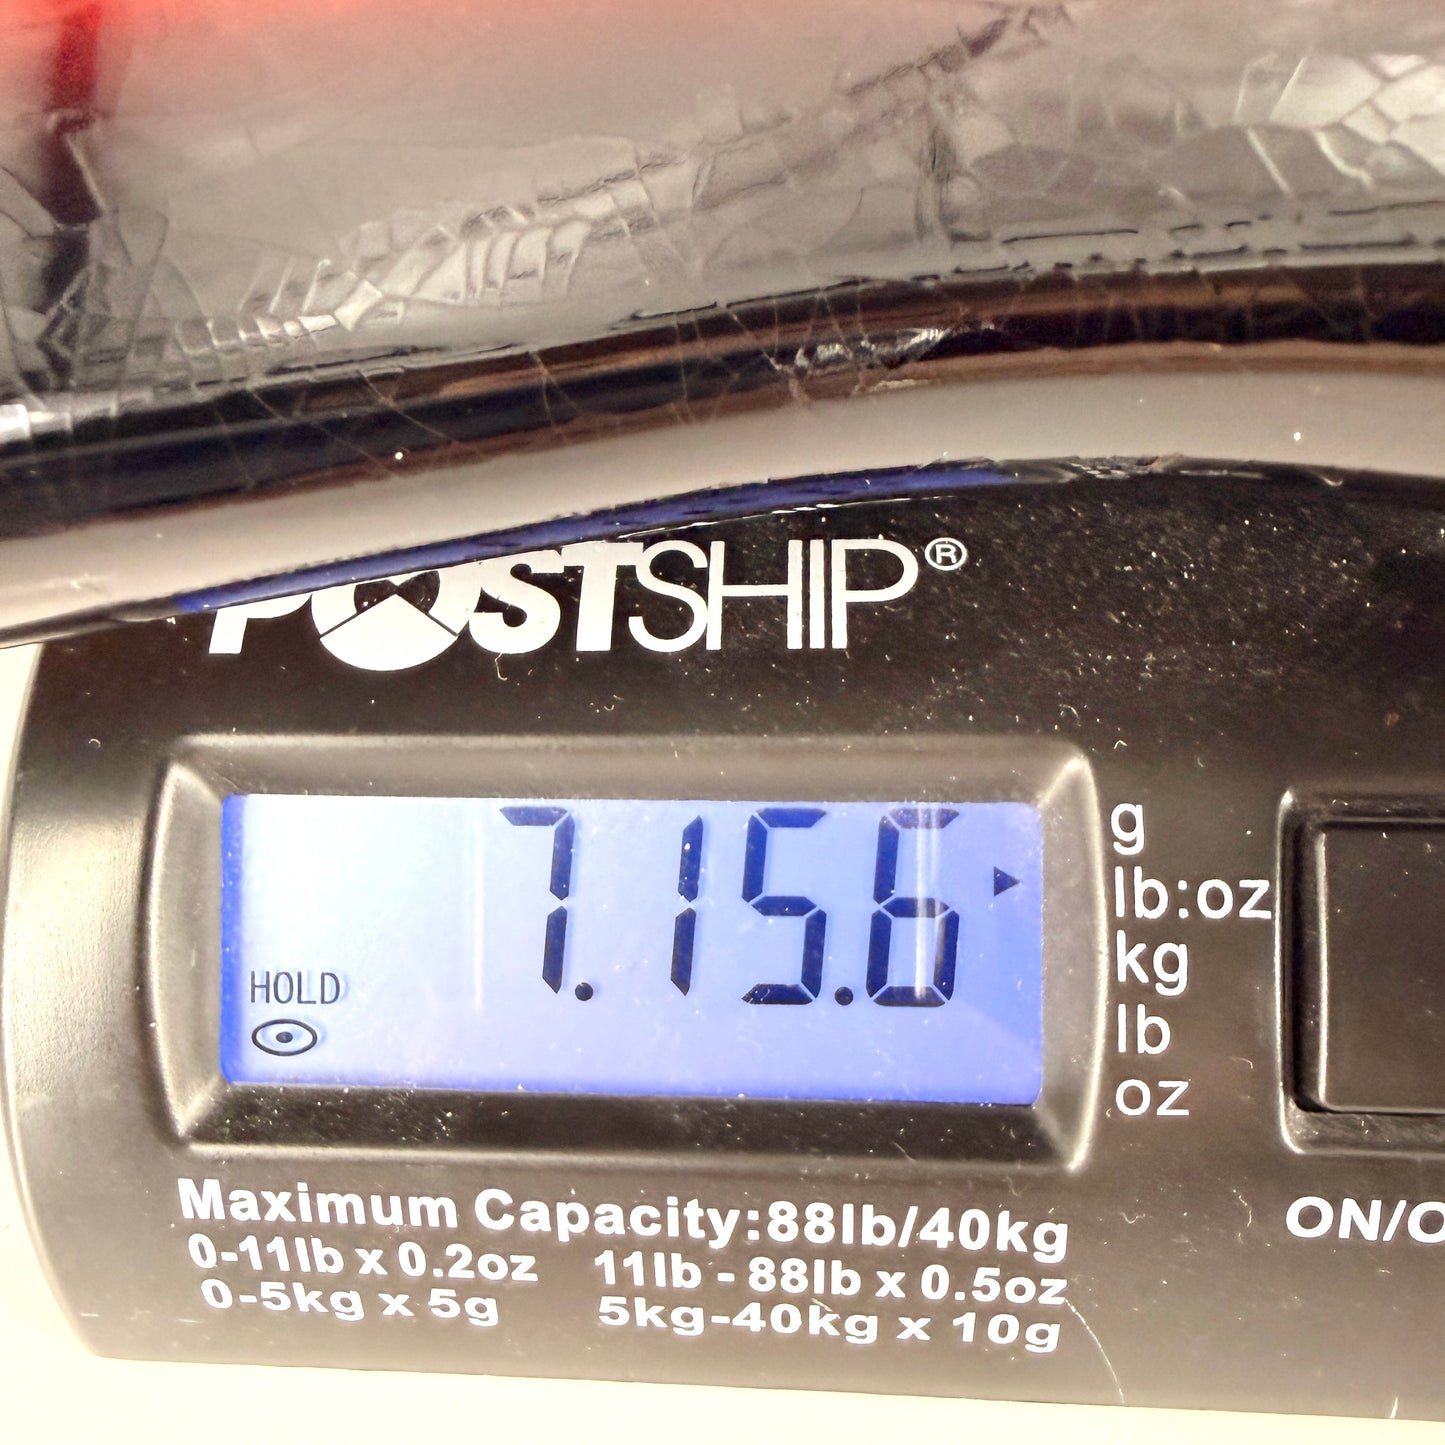 POSTSHIP®
7.15.6
HOLD
g
lb:oz
kg
lb
oz
Maximum Capacity:88lb/40kg
0-11lb x 0.2oz 11lb - 88lb x 0.5oz
0-5kg x 5g 5kg-40kg x 10g
ON/O